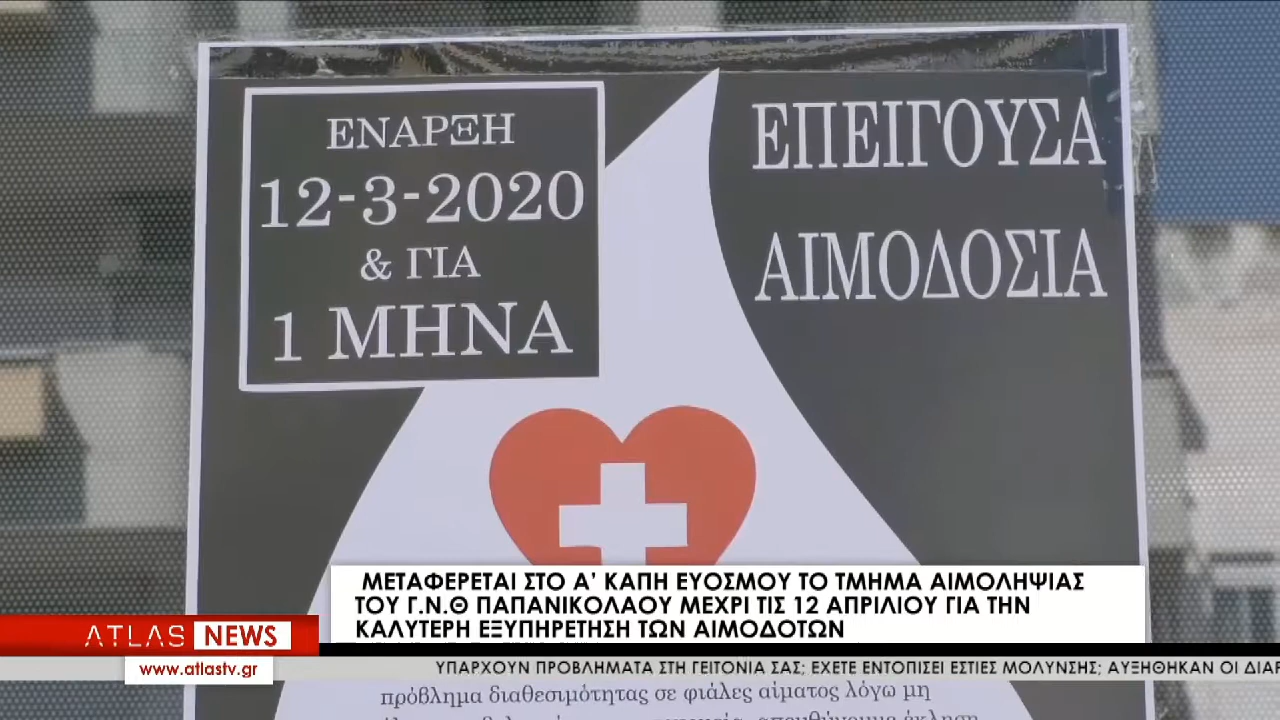 ΕΝΑΡΞΗ
12-3-2020
& ΓΙΑ
1 ΜΗΝΑ
ΕΠΕΙΓΟΥΣΑ
ΑΙΜΟΔΟΣΙΑ
ΜΕΤΑΦΕΡΕΤΑΙ ΣΤΟ Α' ΚΑΠΗ ΕΥΟΣΜΟΥ ΤΟ ΤΜΗΜΑ ΑΙΜΟΛΗΨΙΑΣ
ΤΟΥ Γ.Ν.Θ ΠΑΠΑΝΙΚΟΛΑΟΥ ΜΕΧΡΙ ΤΙΣ 12 ΑΠΡΙΛΙΟΥ ΓΙΑ ΤΗΝ
ΚΑΛΥΤΕΡΗ ΕΞΥΠΗΡΕΤΗΣΗ ΤΩΝ ΑΙΜΟΔΟΤΩΝ
ATLAS NEWS
www.atlastv.gr
ΥΠΑΡΧΟΥΝ ΠΡΟΒΛΗΜΑΤΑ ΣΤΗ ΓΕΙΤΟΝΙΑ ΣΑΣ; ΕΧΕΤΕ ΕΝΤΟΠΙΣΕΙ ΕΣΤΙΕΣ ΜΟΛΥΝΣΗΣ; ΑΥΞΗΘΗΚΑΝ ΟΙ ΔΙΑΡ
πρόβλημα διαθεσιμότητας σε φιάλες αίματος λόγω μη